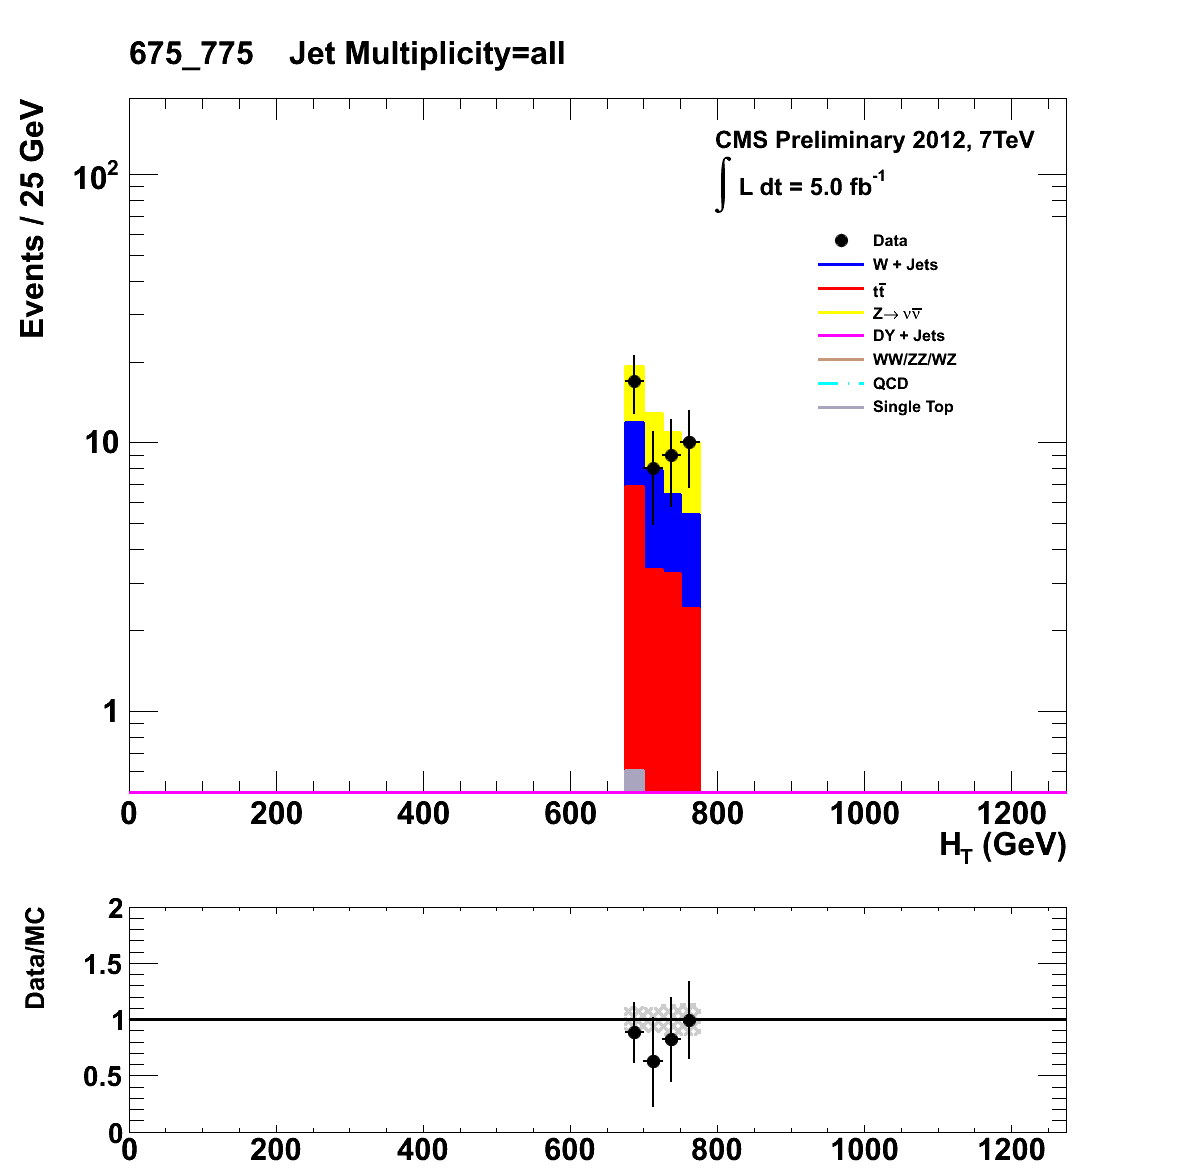 675_775 Jet Multiplicity=all
Events / 25 GeV
10²
10
1
CMS Preliminary 2012, 7TeV
∫ L dt = 5.0 fb⁻¹
Data
W + Jets
tt̅
Z→ νν̅
DY + Jets
WW/ZZ/WZ
QCD
Single Top
0 200 400 600 800 1000 1200
H_T (GeV)
Data/MC
2
1.5
1
0.5
0
0 200 400 600 800 1000 1200